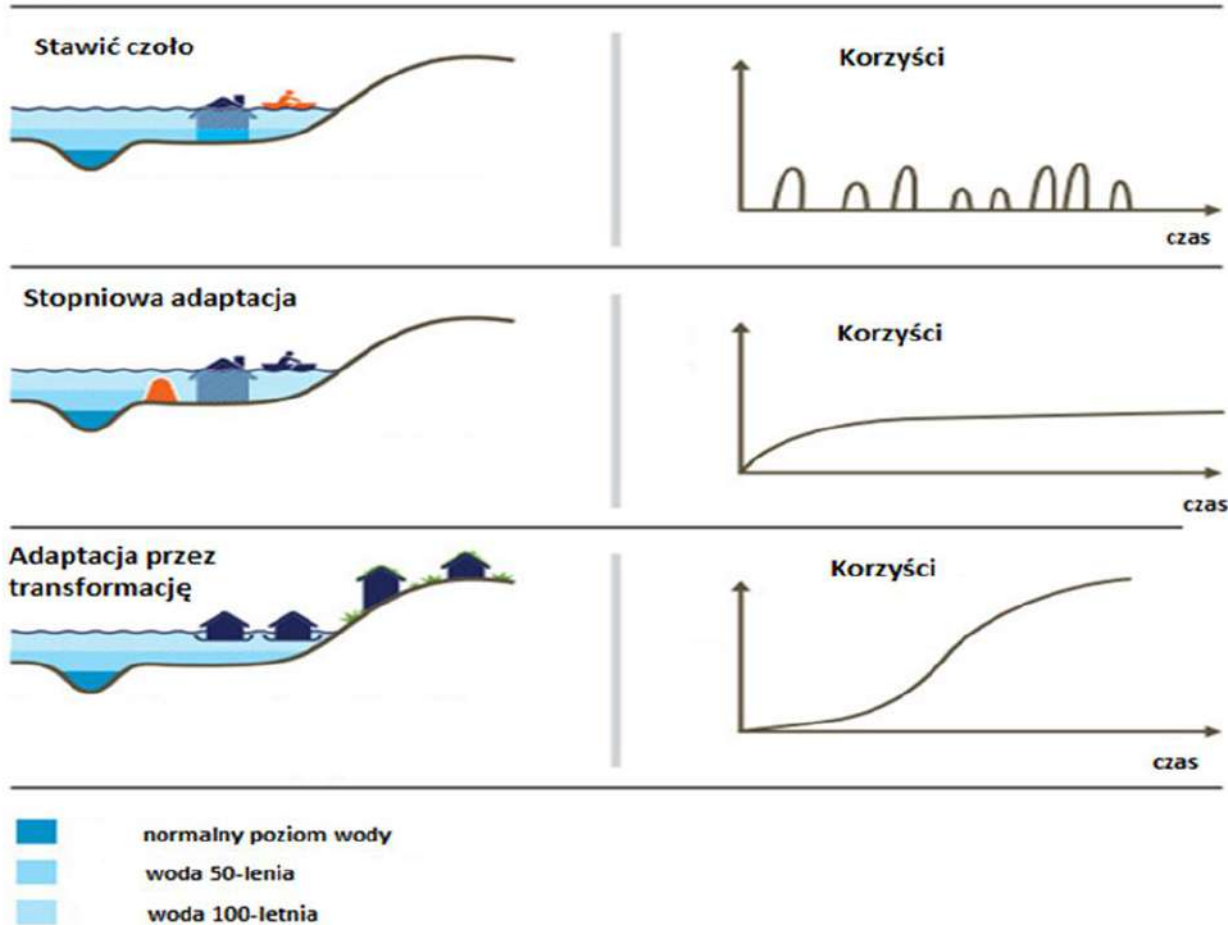 Stawić czoło
Korzyści
czas
Stopniowa adaptacja
Korzyści
czas
Adaptacja przez
transformację
Korzyści
czas
normalny poziom wody
woda 50-lenia
woda 100-letnia